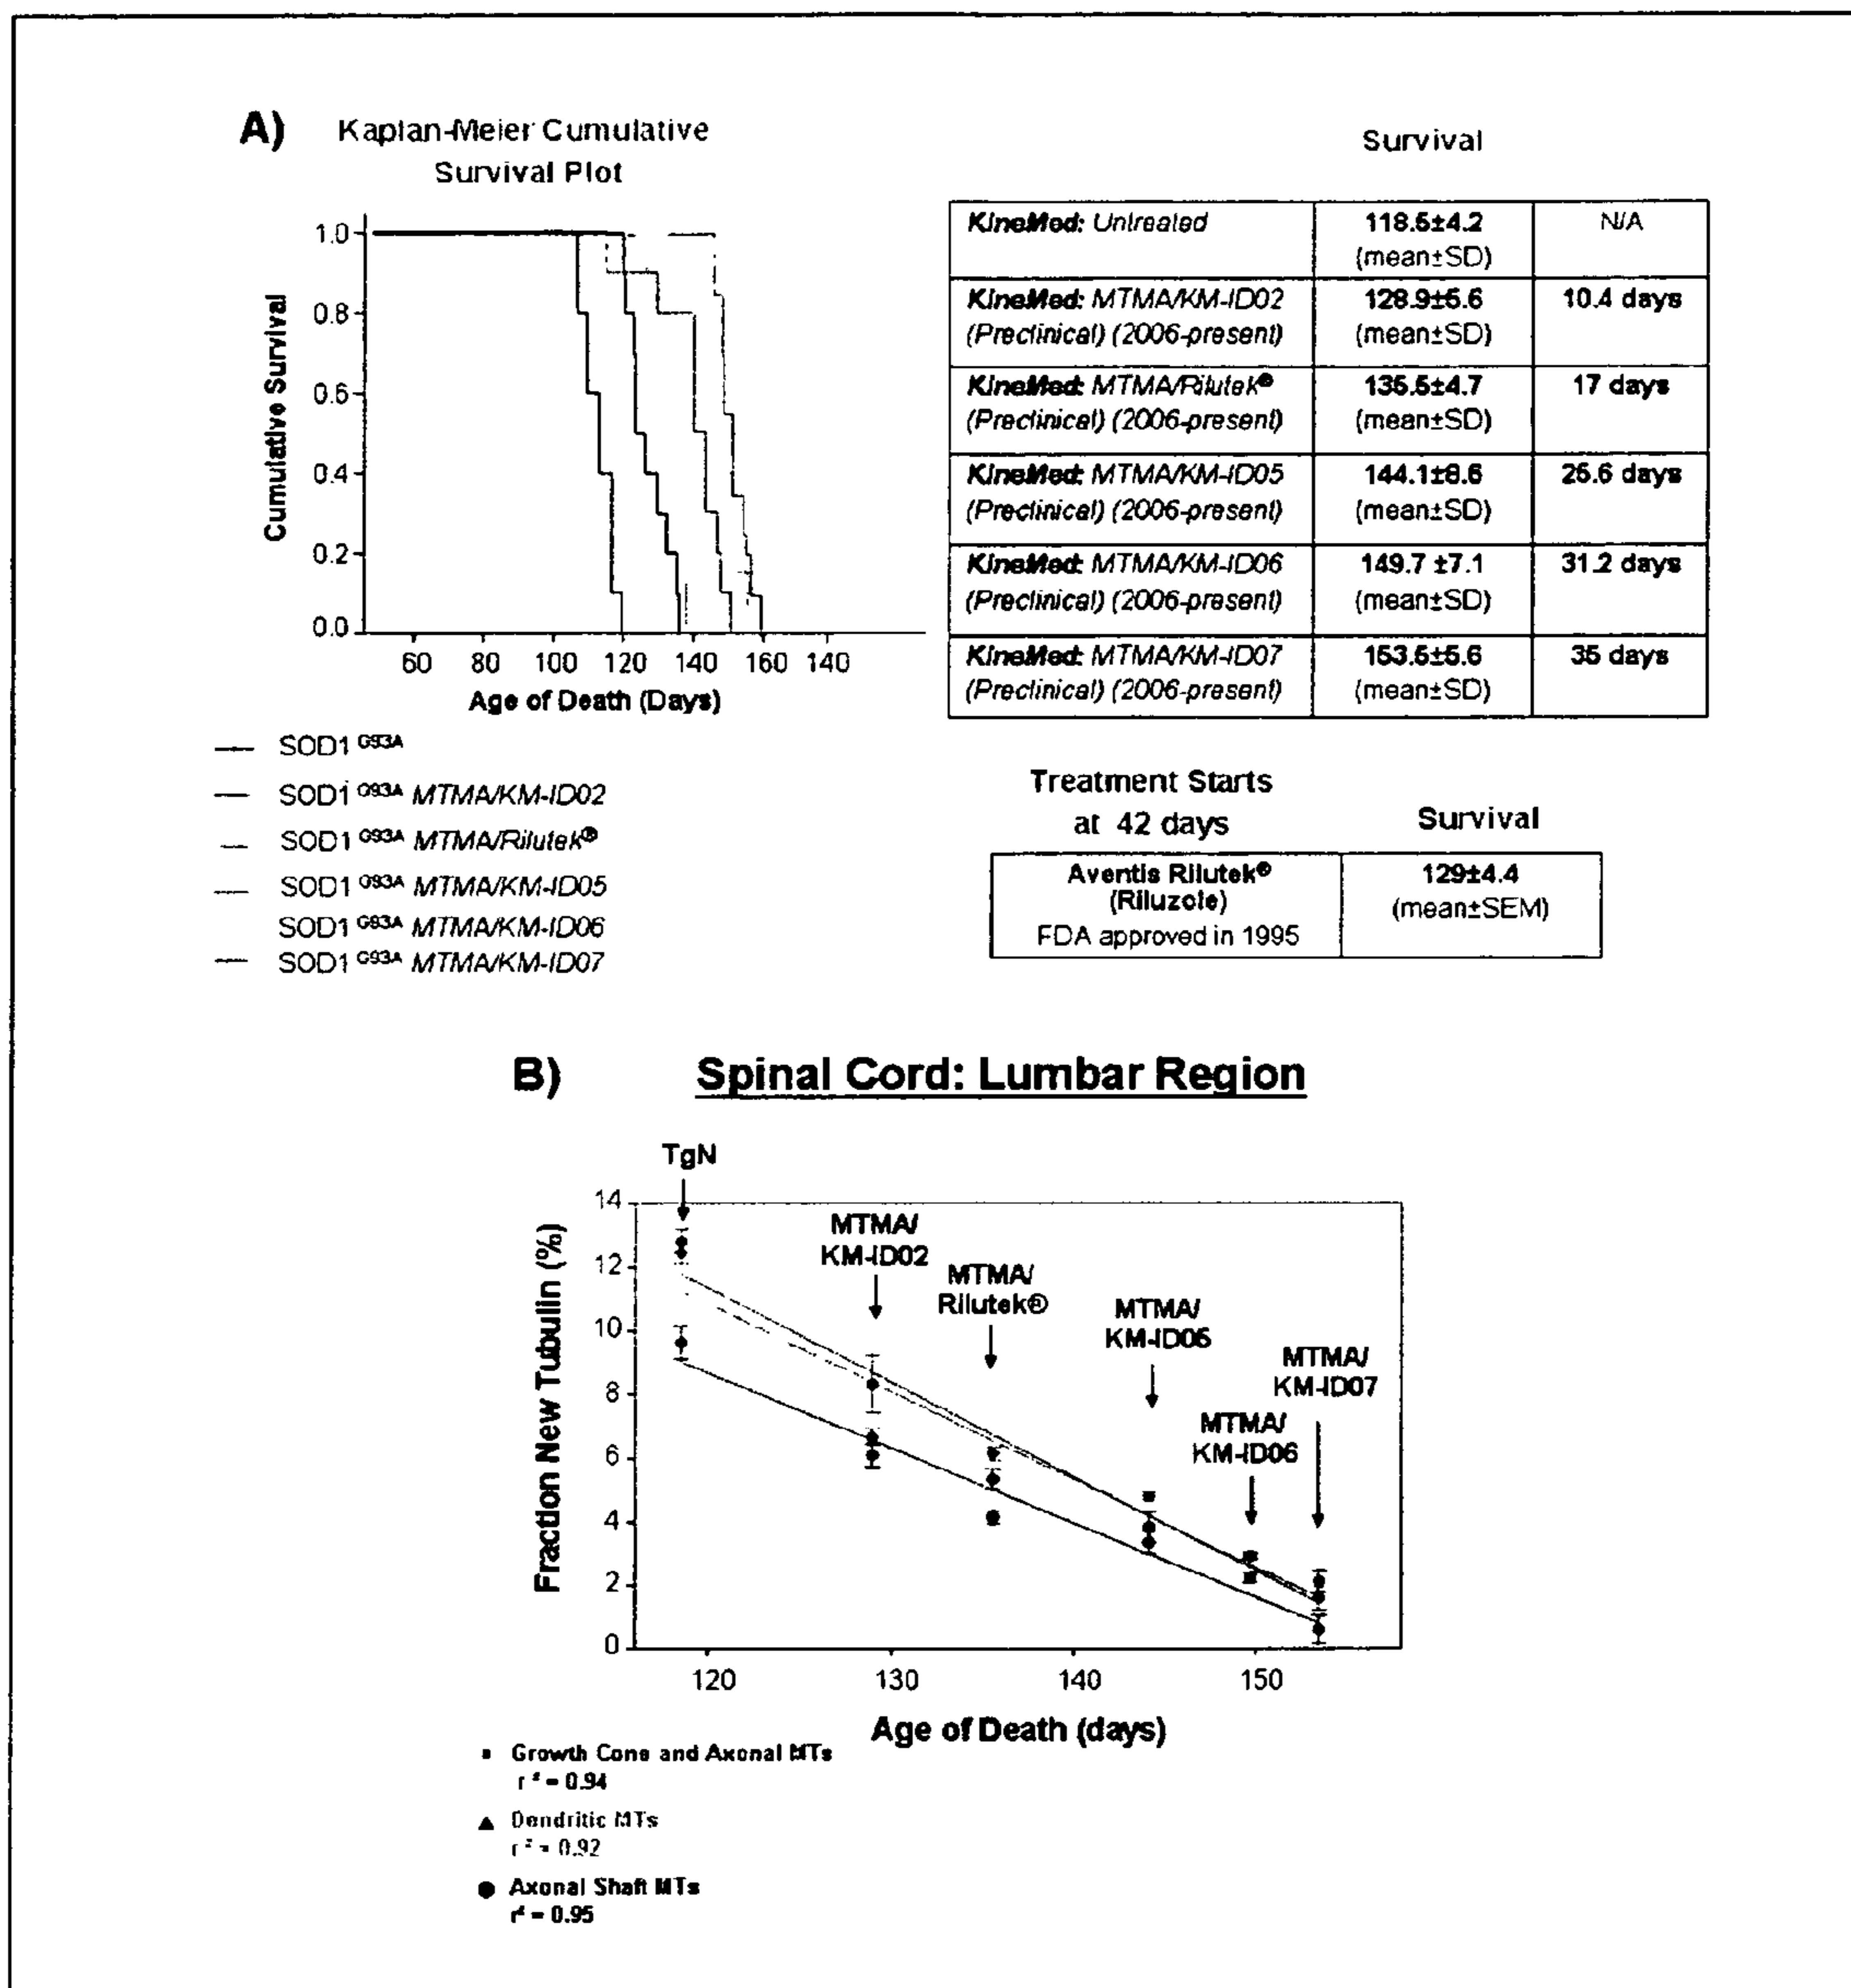 A) Kaplan-Meier Cumulative
Survival Plot
Cumulative Survival
1.0
0.8
0.6
0.4
0.2
0.0
60 80 100 120 140 160 140
Age of Death (Days)
SOD1 G93A
SOD1 G93A MTMA/KM-ID02
SOD1 G93A MTMA/Rilutek®
SOD1 G93A MTMA/KM-ID05
SOD1 G93A MTMA/KM-ID06
SOD1 G93A MTMA/KM-ID07
Survival
KineMed: Untreated 118.5±4.2 N/A
(mean±SD)
KineMed: MTMA/KM-ID02 128.9±5.6 10.4 days
(Preclinical) (2006-present) (mean±SD)
KineMed: MTMA/Rilutek® 135.5±4.7 17 days
(Preclinical) (2006-present) (mean±SD)
KineMed: MTMA/KM-ID05 144.1±8.6 25.6 days
(Preclinical) (2006-present) (mean±SD)
KineMed: MTMA/KM-ID06 149.7 ±7.1 31.2 days
(Preclinical) (2006-present) (mean±SD)
KineMed: MTMA/KM-ID07 153.5±5.6 35 days
(Preclinical) (2006-present) (mean±SD)
Treatment Starts
at 42 days Survival
Aventis Rilutek® 129±4.4
(Riluzole) (mean±SEM)
FDA approved in 1995
B) Spinal Cord: Lumbar Region
TgN
MTMA/
KM-ID02
MTMA/
Rilutek®
MTMA/
KM-ID05
MTMA/
KM-ID07
MTMA/
KM-ID06
Fraction New Tubulin (%)
14
12
10
8
6
4
2
0
120 130 140 150
Age of Death (days)
Growth Cone and Axonal MTs
r² = 0.94
Dendritic MTs
r² = 0.92
Axonal Shaft MTs
r² = 0.95